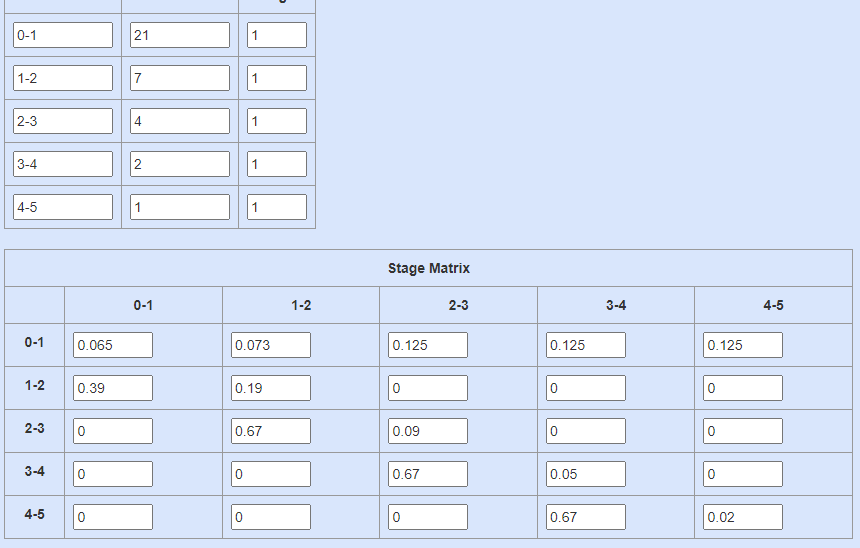 0-1 21 1
1-2 7 1
2-3 4 1
3-4 2 1
4-5 1 1
Stage Matrix
0-1 1-2 2-3 3-4 4-5
0-1 0.065 0.073 0.125 0.125 0.125
1-2 0.39 0.19 0 0 0
2-3 0 0.67 0.09 0 0
3-4 0 0 0.67 0.05 0
4-5 0 0 0 0.67 0.02